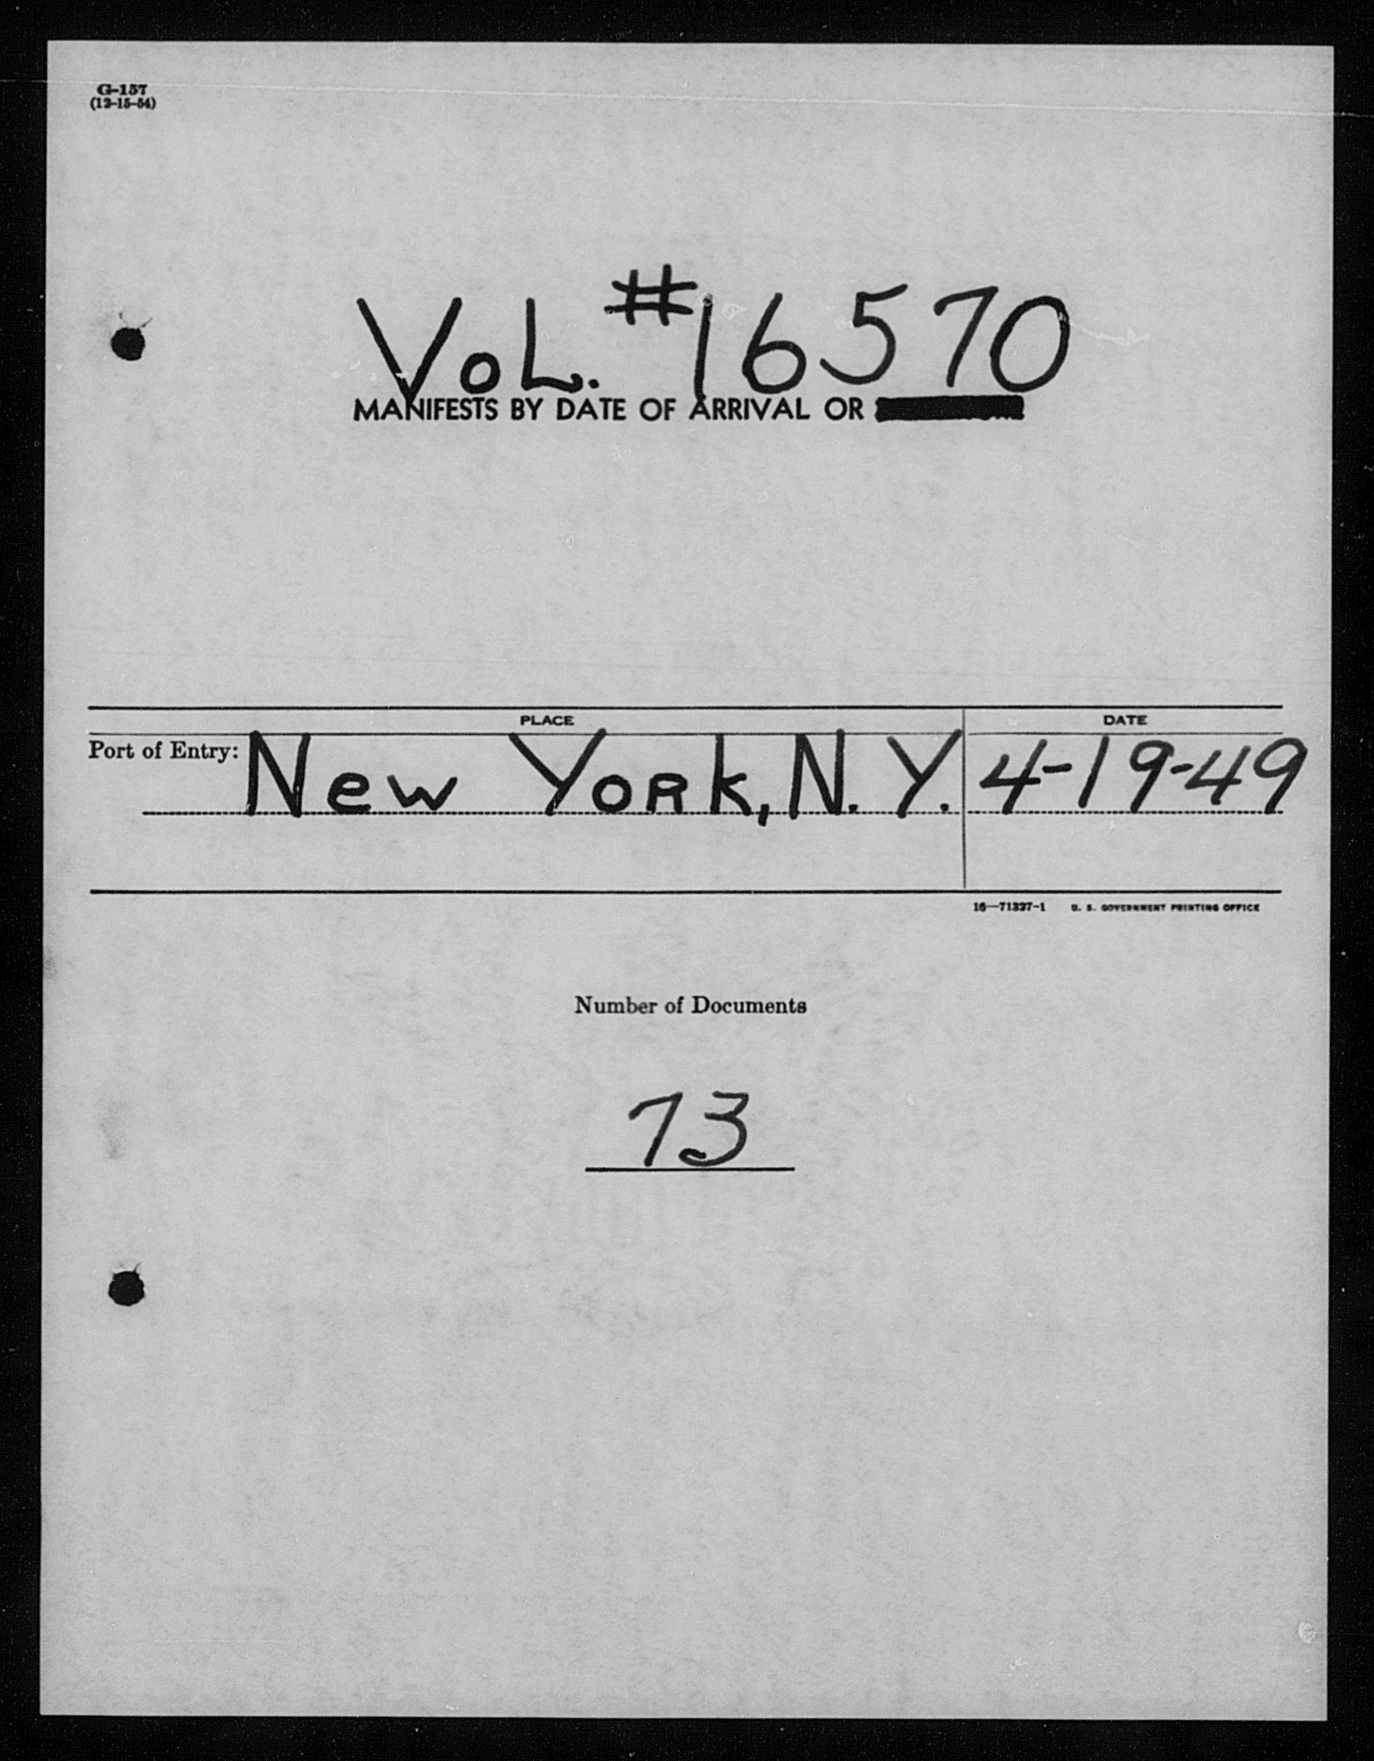 G-157
(12-15-54)
VoL. #16570
MANIFESTS BY DATE OF ARRIVAL OR
PLACE
DATE
Port of Entry: New York, N. Y. 4-19-49
16—71327-1 U. S. GOVERNMENT PRINTING OFFICE
Number of Documents
73